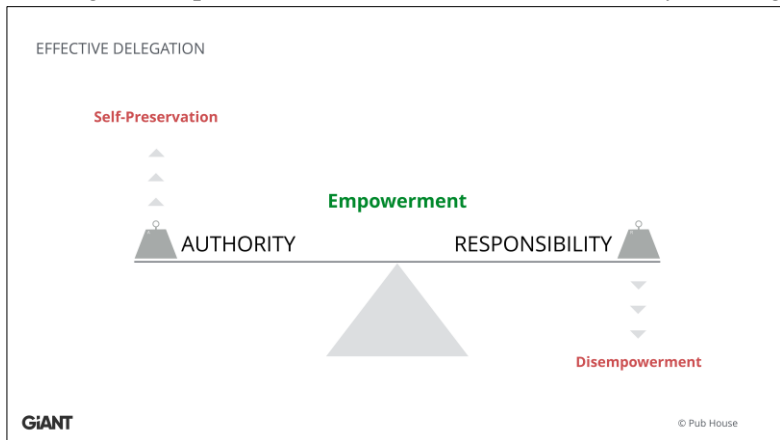 EFFECTIVE DELEGATION
Self-Preservation
Empowerment
AUTHORITY
RESPONSIBILITY
Disempowerment
GiANT
© Pub House